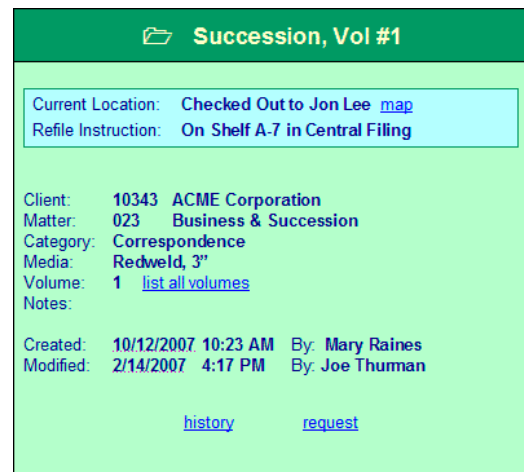 Succession, Vol #1
Current Location: Checked Out to Jon Lee map
Refile Instruction: On Shelf A-7 in Central Filing
Client: 10343 ACME Corporation
Matter: 023 Business & Succession
Category: Correspondence
Media: Redweld, 3”
Volume: 1 list all volumes
Notes:
Created: 10/12/2007 10:23 AM By: Mary Raines
Modified: 2/14/2007 4:17 PM By: Joe Thurman
history request